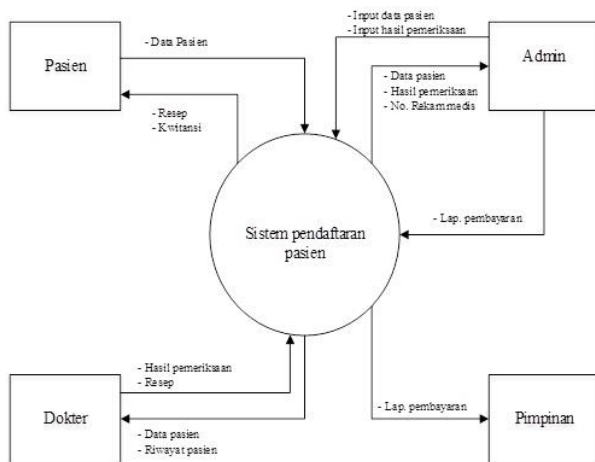 - Input data pasien
- Input hasil pemeriksaan
- Data Pasien
Pasien
Admin
- Data pasien
- Hasil pemeriksaan
- No. Rekam medis
- Resep
- Kwitansi
- Lap. pembayaran
Sistem pendaftaran
pasien
- Hasil pemeriksaan
- Resep
Dokter
- Lap. pembayaran
Pimpinan
- Data pasien
- Riwayat pasien